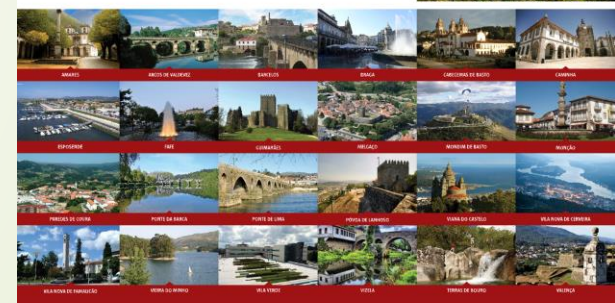 AMARES
ARCOS DE VALDEVEZ
BARCELOS
BRAGA
CABECEIRAS DE BASTO
CAMINHA
ESPOSENDE
FAFE
GUIMARÃES
MELGAÇO
MONDIM DE BASTO
MONÇÃO
PAREDES DE COURA
PONTE DA BARCA
PONTE DE LIMA
PÓVOA DE LANHOSO
VIANA DO CASTELO
VILA NOVA DE CERVEIRA
VILA NOVA DE FAMALICÃO
VIEIRA DO MINHO
VILA VERDE
VIZELA
TERRAS DE BOURO
VALENÇA